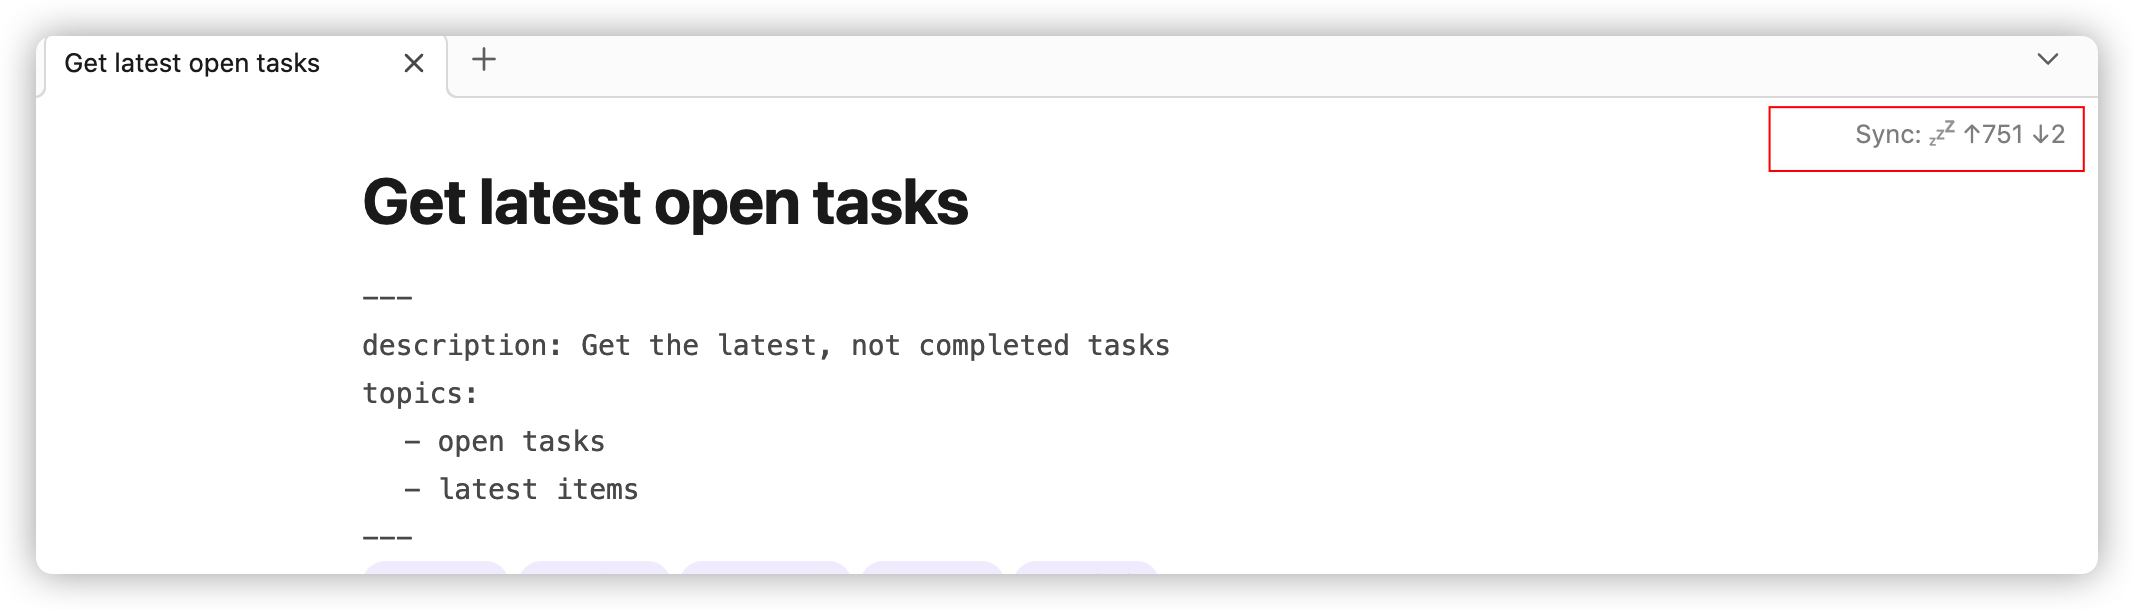 Get latest open tasks
Sync: 💤 ↑751 ↓2
Get latest open tasks
---
description: Get the latest, not completed tasks
topics:
- open tasks
- latest items
---